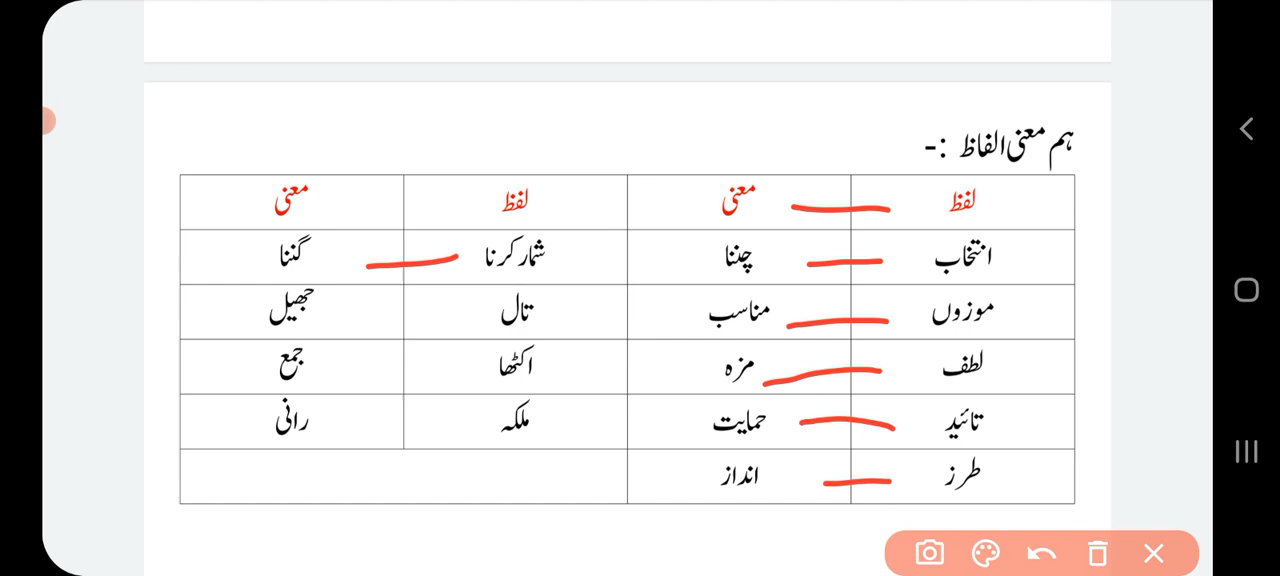 ہم معنی الفاظ :-
لفظ معنی لفظ معنی
انتخاب چننا شمار کرنا گننا
موزوں مناسب تال جھیل
لطف مزہ اکٹھا جمع
تائید حمایت ملکہ رانی
طرز انداز